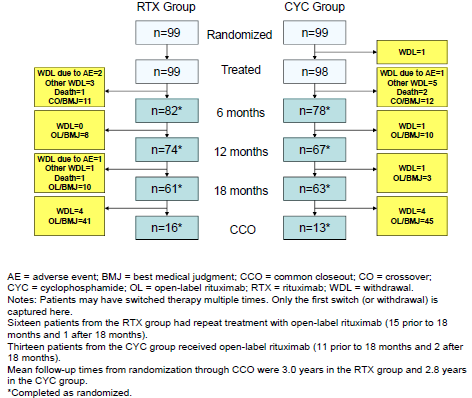 RTX Group CYC Group
n=99 Randomized n=99
WDL=1
n=99 Treated n=98
WDL due to AE=2
Other WDL=3
Death=1
CO/BMJ=11
WDL due to AE=1
Other WDL=5
Death=2
CO/BMJ=12
n=82* 6 months n=78*
WDL=0
OL/BMJ=8
WDL=1
OL/BMJ=10
n=74* 12 months n=67*
WDL due to AE=1
Other WDL=1
Death=1
OL/BMJ=10
WDL=1
OL/BMJ=3
n=61* 18 months n=63*
WDL=4
OL/BMJ=41
WDL=4
OL/BMJ=45
n=16* CCO n=13*
AE = adverse event; BMJ = best medical judgment; CCO = common closeout; CO = crossover;
CYC = cyclophosphamide; OL = open-label rituximab; RTX = rituximab; WDL = withdrawal.
Notes: Patients may have switched therapy multiple times. Only the first switch (or withdrawal) is
captured here.
Sixteen patients from the RTX group had repeat treatment with open-label rituximab (15 prior to 18
months and 1 after 18 months).
Thirteen patients from the CYC group received open-label rituximab (11 prior to 18 months and 2 after
18 months).
Mean follow-up times from randomization through CCO were 3.0 years in the RTX group and 2.8 years
in the CYC group.
*Completed as randomized.